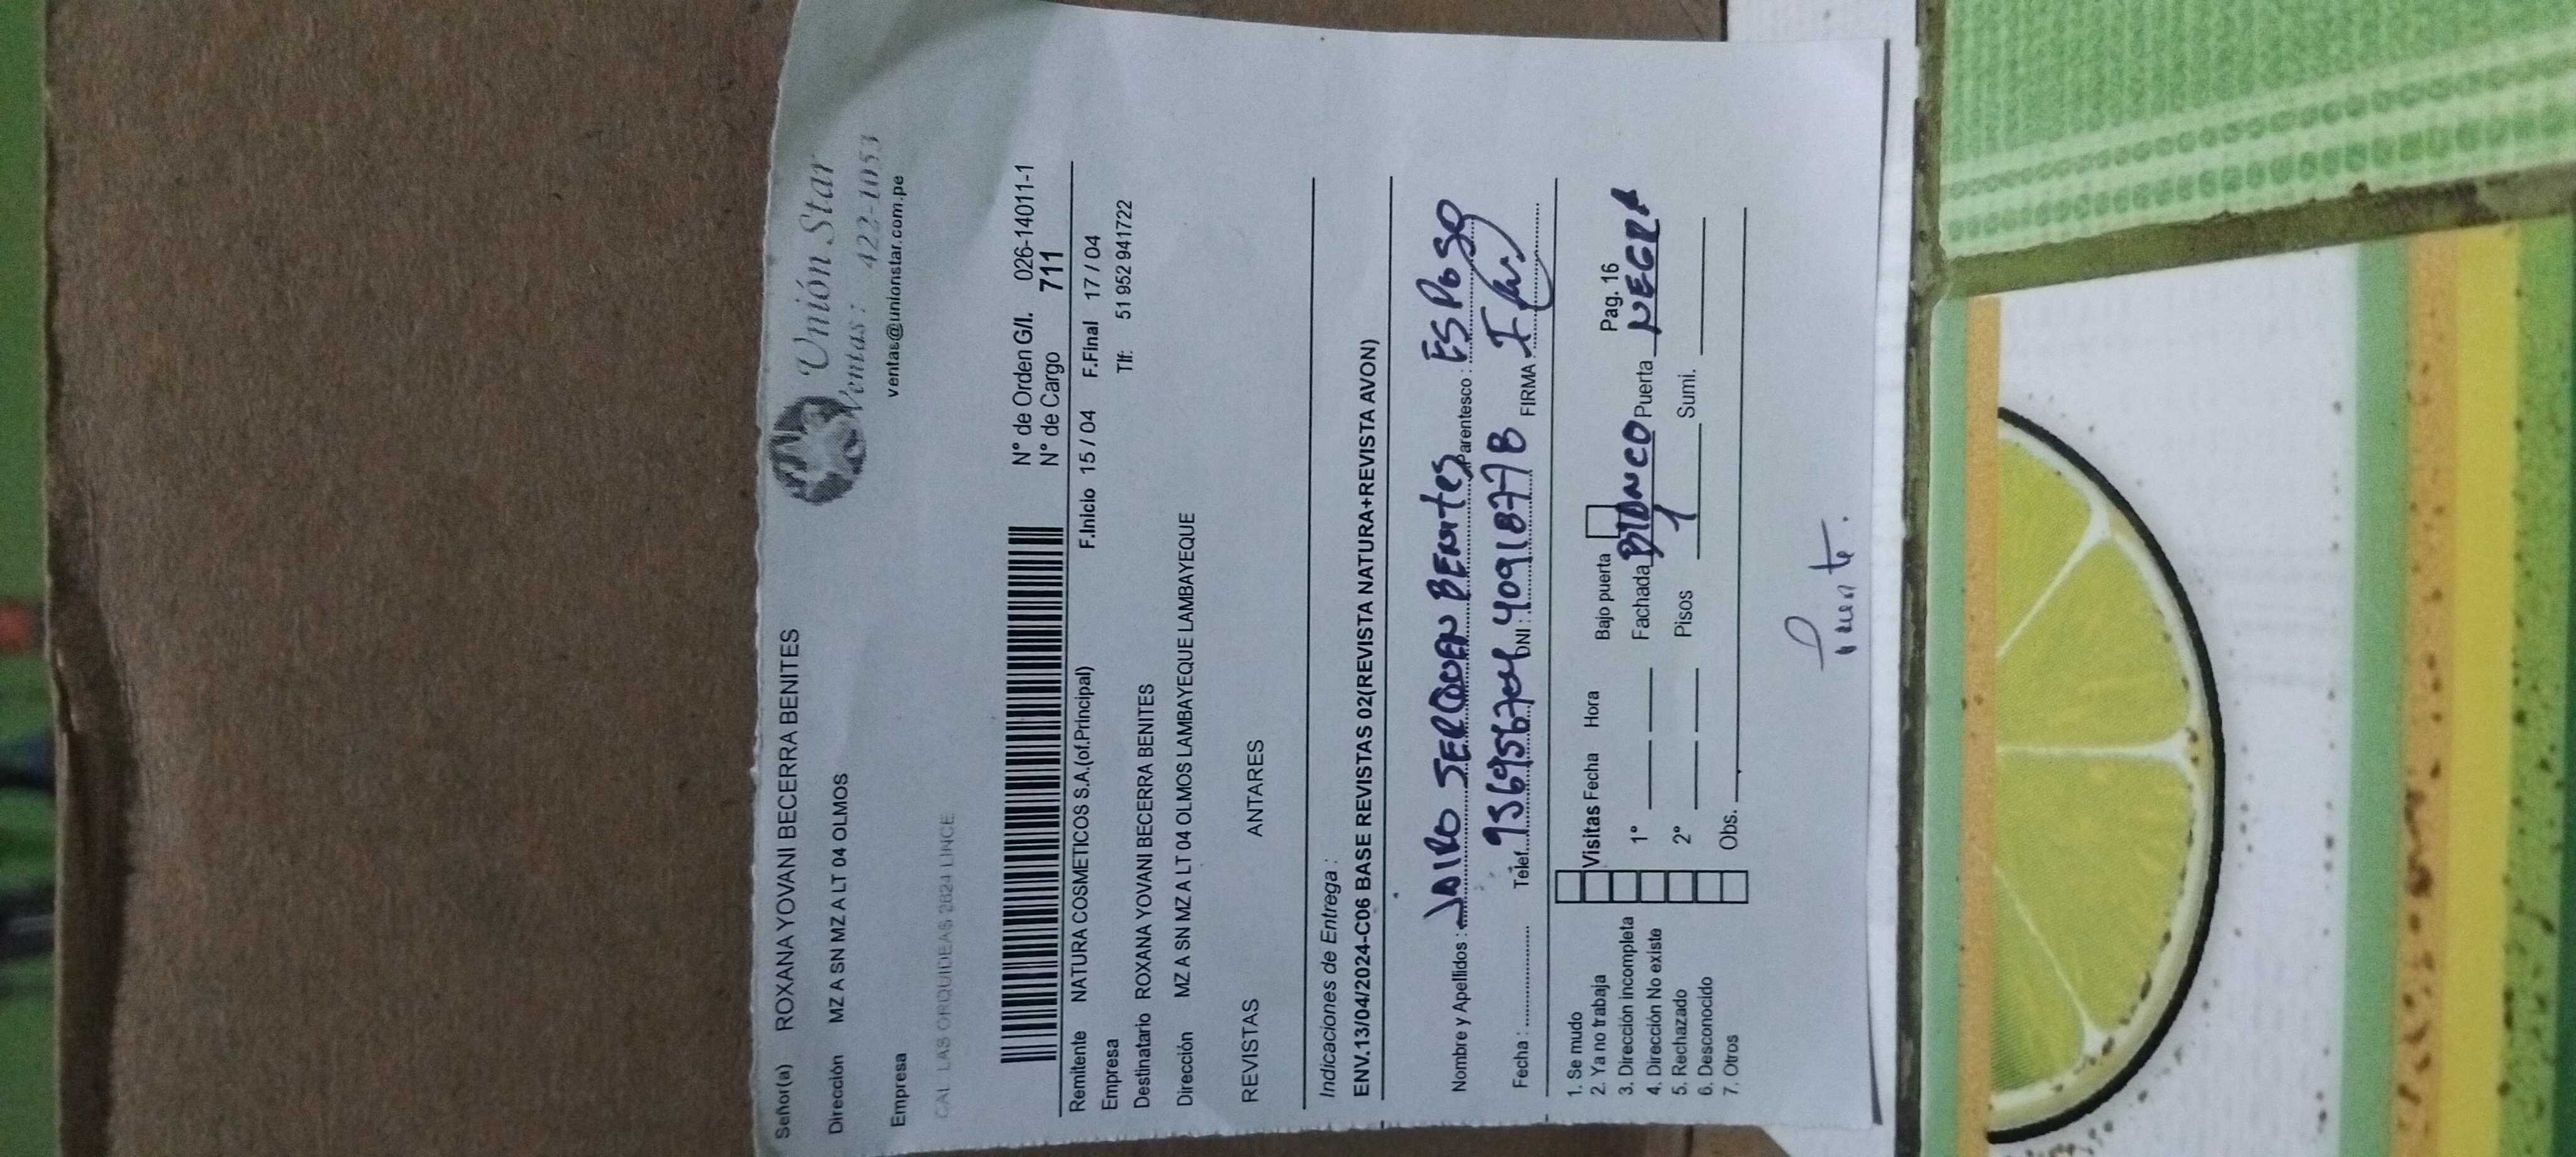 Señor(a) ROXANA YOVANI BECERRA BENITES
Dirección MZ A SN MZ A LT 04 OLMOS
Empresa
CAL LAS ORQUIDEAS 2624 LINCE
Unión Star
Ventas: 422-1053
ventas@unionstar.com.pe
N° de Orden G/I. 026-14011-1
N° de Cargo 711
Remitente NATURA COSMETICOS S.A.(of.Principal) F.Inicio 15 / 04 F.Final 17 / 04
Empresa Tlf: 51 952 941722
Destinatario ROXANA YOVANI BECERRA BENITES
Dirección MZ A SN MZ A LT 04 OLMOS LAMBAYEQUE LAMBAYEQUE
REVISTAS ANTARES
Indicaciones de Entrega :
ENV.13/04/2024-C06 BASE REVISTAS 02(REVISTA NATURA+REVISTA AVON)
Nombre y Apellidos : JAIRO SERQUEN BENites Parentesco : ESPOSO
Fecha : Telef. DNI : 40918277B FIRMA :
1. Se mudo
2. Ya no trabaja
3. Dirección incompleta
4. Dirección No existe
5. Rechazado
6. Desconocido
7. Otros
Visitas Fecha Hora Bajo puerta Pag. 16
1° Fachada BLANCO Puerta NEGRA
2° Pisos 1 Sumi.
Obs.